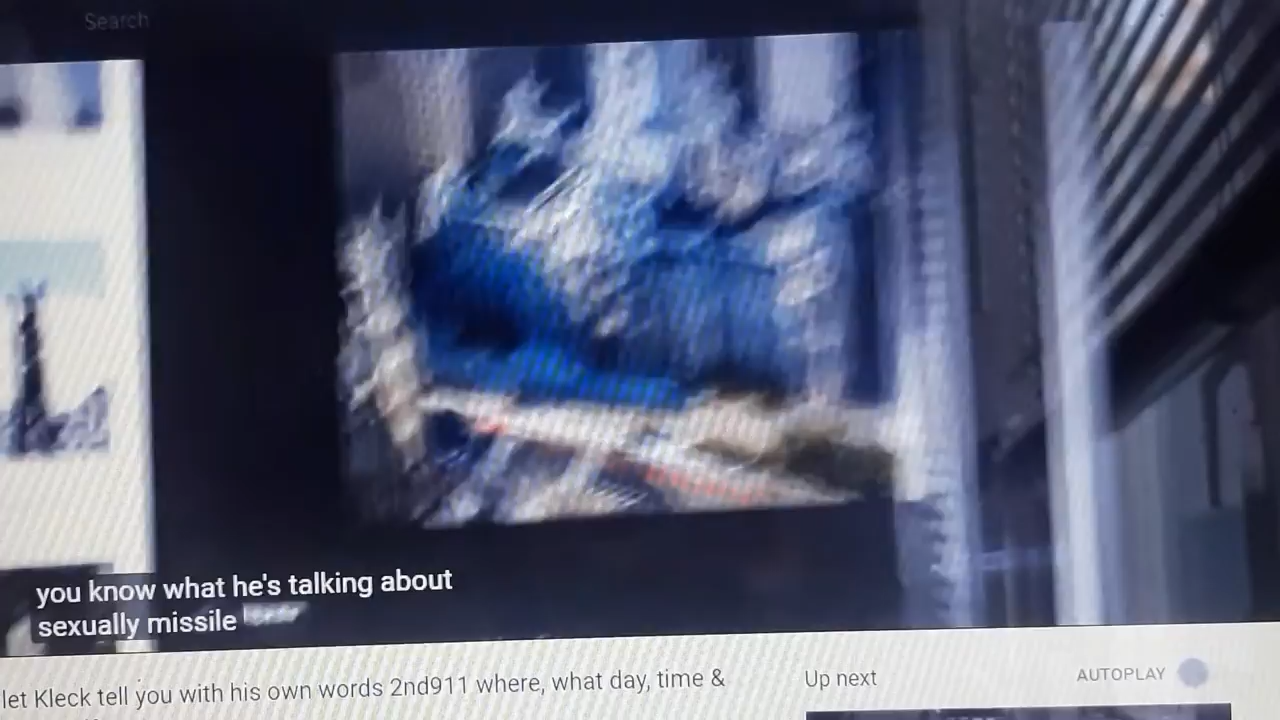 Search
you know what he's talking about
sexually missile
let Kleck tell you with his own words 2nd911 where, what day, time &
Up next
AUTOPLAY